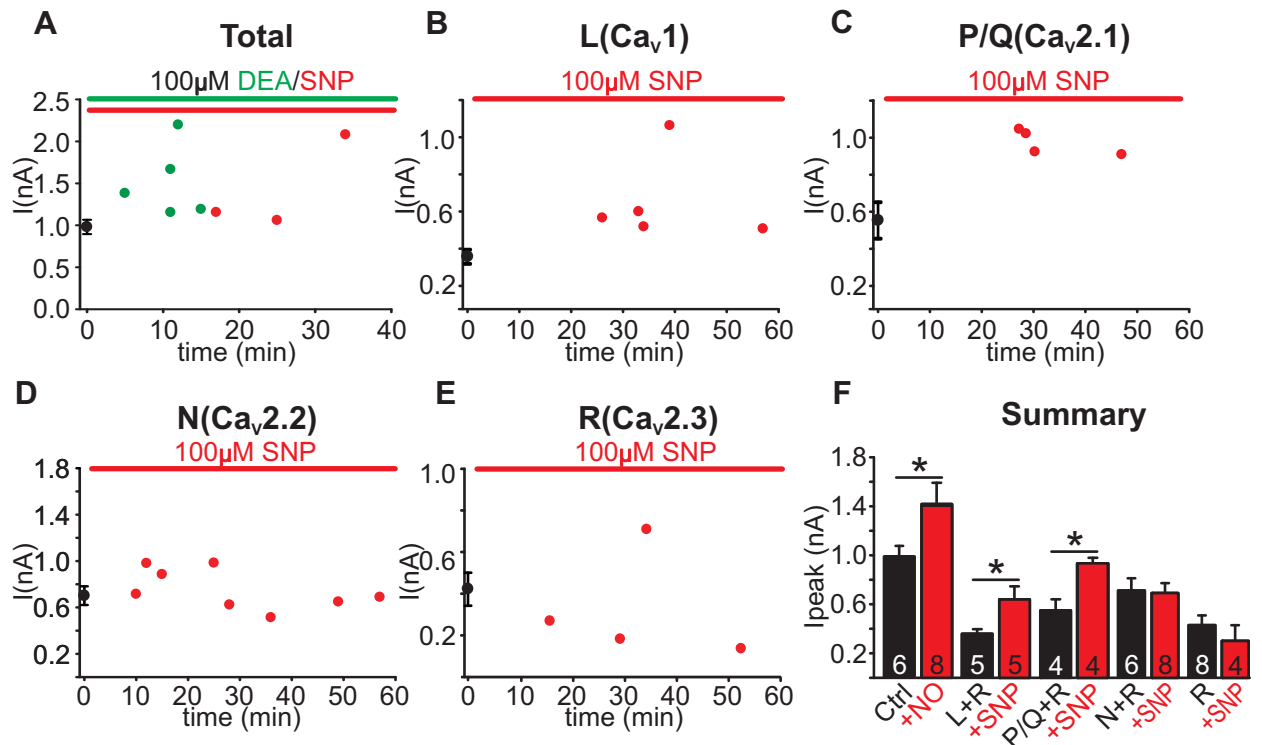 A
Total
100µM DEA/SNP
2.5
2.0
1.5
1.0
0.5
0.0
I(nA)
0 10 20 30 40
time (min)
B
L(Cav1)
100µM SNP
1.0
0.6
0.2
I(nA)
0 10 20 30 40 50 60
time (min)
C
P/Q(Cav2.1)
100µM SNP
1.0
0.6
0.2
I(nA)
0 10 20 30 40 50 60
time (min)
D
N(Cav2.2)
100µM SNP
1.8
1.4
1.0
0.6
0.2
I(nA)
0 10 20 30 40 50 60
time (min)
E
R(Cav2.3)
100µM SNP
1.0
0.6
0.2
I(nA)
0 10 20 30 40 50 60
time (min)
F
Summary
1.8
1.4
1.0
0.6
0.2
Ipeak (nA)
* * *
6 8 5 5 4 4 6 8 8 4
Ctrl +NO L+R +SNP P/Q+R +SNP N+R +SNP R +SNP